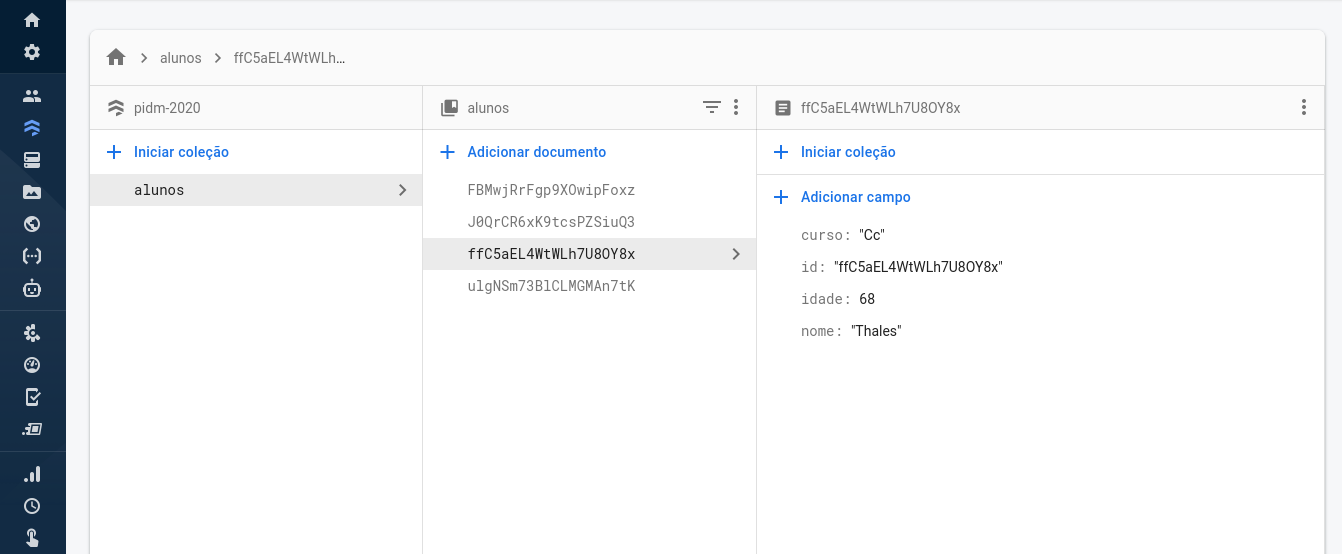 alunos
ffC5aEL4WtWLh...
pidm-2020
Iniciar coleção
alunos
alunos
Adicionar documento
FBMwjRrFgp9XOwipFoxz
J0QrCR6xK9tcsPZSiuQ3
ffC5aEL4WtWLh7U8OY8x
ulgNSm73BlCLMGMAn7tK
ffC5aEL4WtWLh7U8OY8x
Iniciar coleção
Adicionar campo
curso: "Cc"
id: "ffC5aEL4WtWLh7U8OY8x"
idade: 68
nome: "Thales"